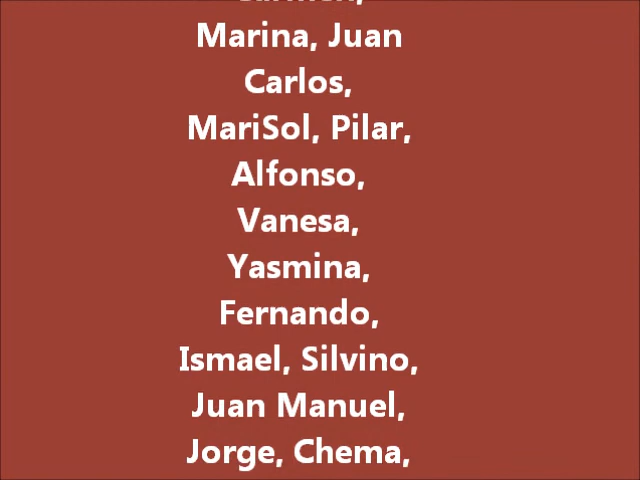 Marina, Juan
Carlos,
MariSol, Pilar,
Alfonso,
Vanesa,
Yasmina,
Fernando,
Ismael, Silvino,
Juan Manuel,
Jorge, Chema,